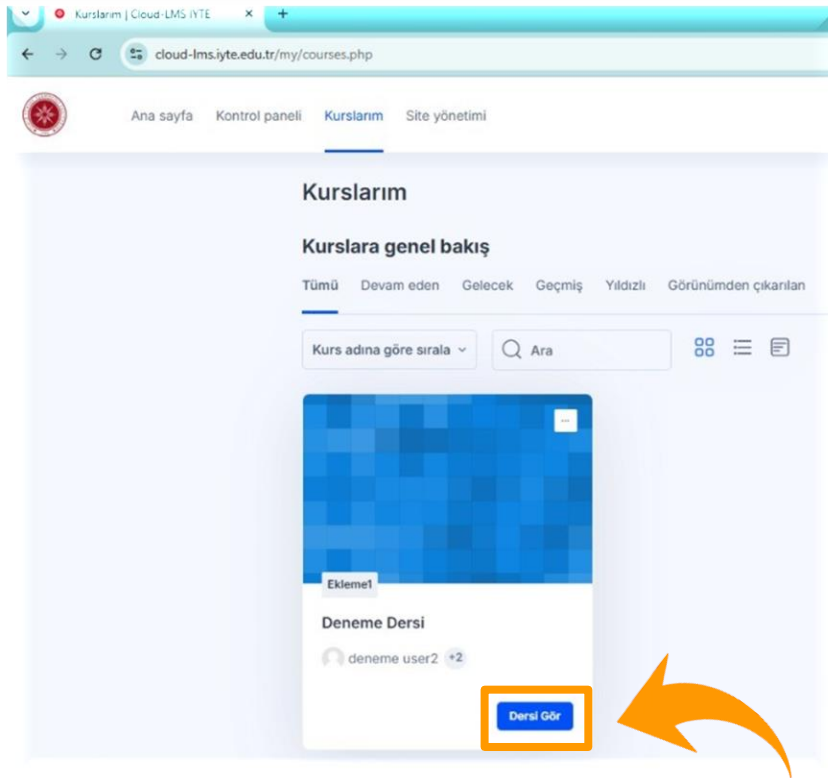 Kurslarım | Cloud-LMS IYTE
cloud-lms.iyte.edu.tr/my/courses.php
Ana sayfa Kontrol paneli Kurslarım Site yönetimi
Kurslarım
Kurslara genel bakış
Tümü Devam eden Gelecek Geçmiş Yıldızlı Görünümden çıkarılan
Kurs adına göre sırala Ara
Ekleme1
Deneme Dersi
deneme user2 +2
Dersi Gör